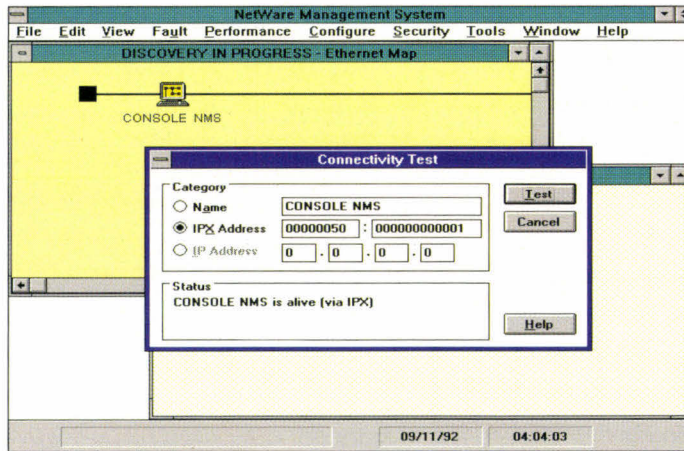 NetWare Management System
File Edit View Fault Performance Configure Security Tools Window Help
DISCOVERY IN PROGRESS - Ethernet Map
CONSOLE NMS
Connectivity Test
Category
Name CONSOLE NMS
IPX Address 00000050 : 000000000001
IP Address 0 . 0 . 0 . 0
Test
Cancel
Status
CONSOLE NMS is alive (via IPX)
Help
09/11/92 04:04:03